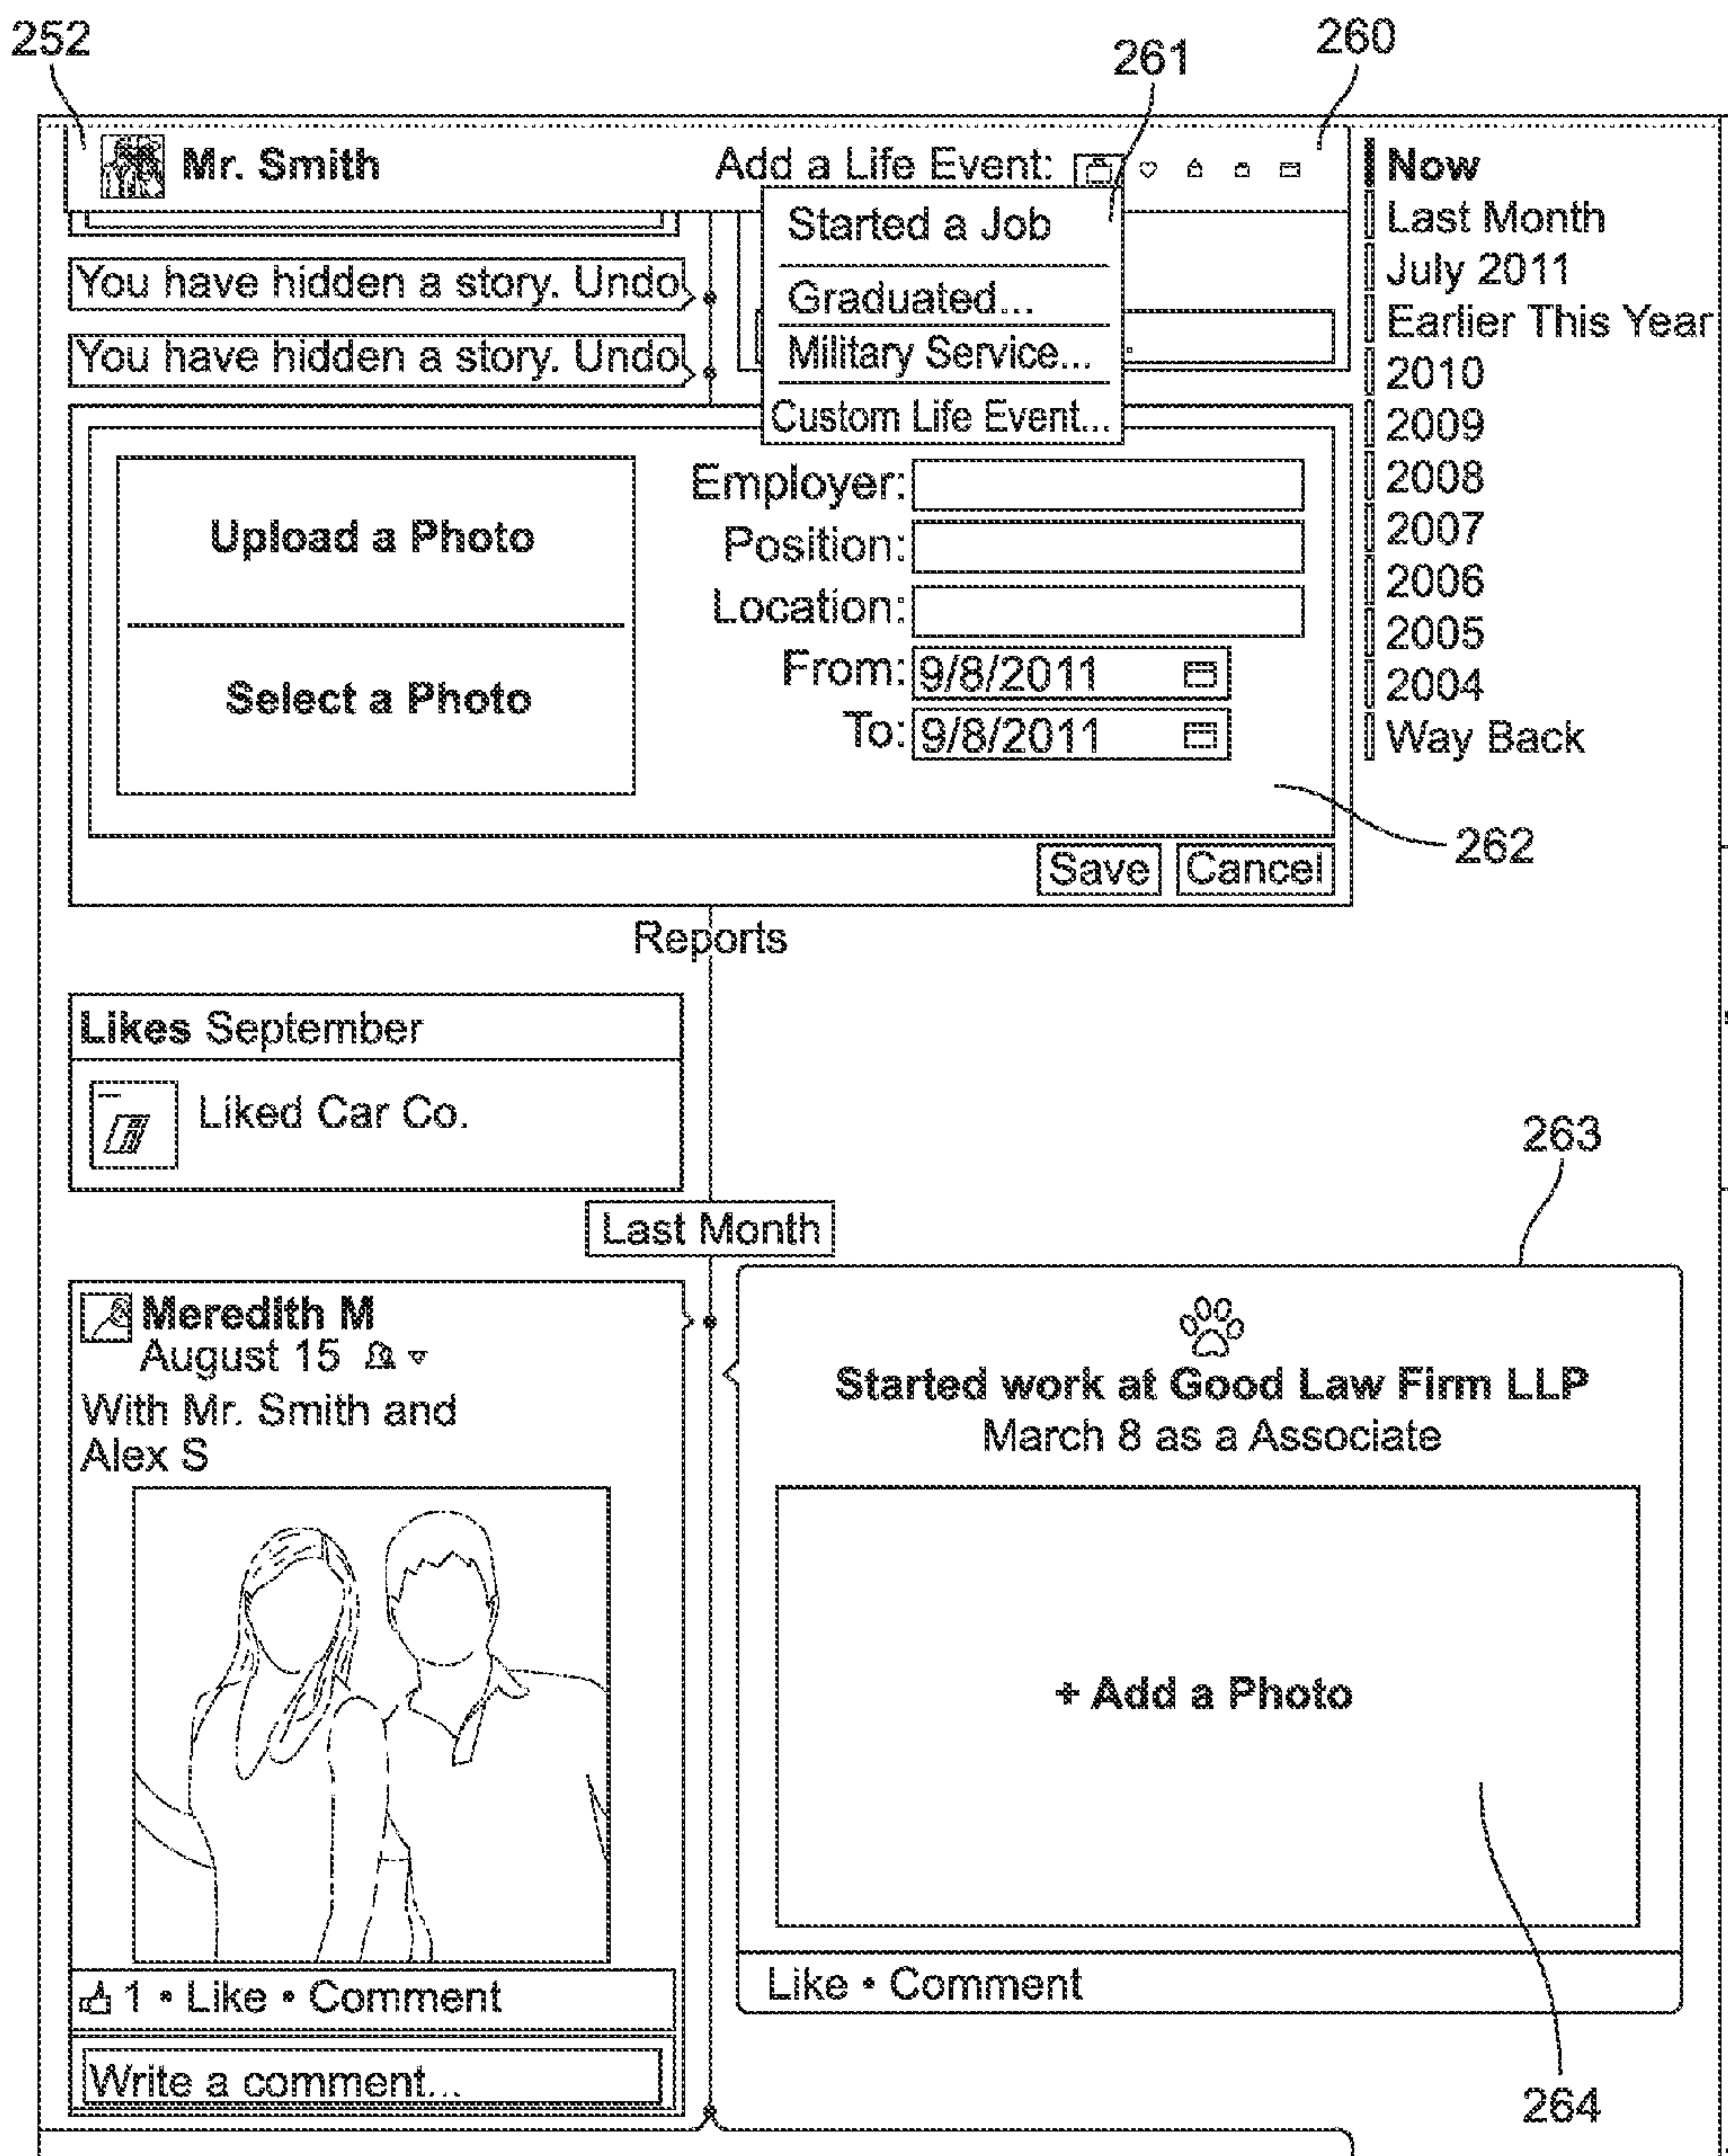 252
261
260
Mr. Smith
Add a Life Event:
Started a Job
Graduated...
Military Service...
Custom Life Event...
Now
Last Month
July 2011
Earlier This Year
2010
2009
2008
2007
2006
2005
2004
Way Back
You have hidden a story. Undo
You have hidden a story. Undo
Upload a Photo
Select a Photo
Employer:
Position:
Location:
From: 9/8/2011
To: 9/8/2011
262
Save Cancel
Reports
Likes September
Liked Car Co.
263
Last Month
Meredith M
August 15
With Mr. Smith and
Alex S
1 • Like • Comment
Write a comment...
Started work at Good Law Firm LLP
March 8 as a Associate
+ Add a Photo
Like • Comment
264